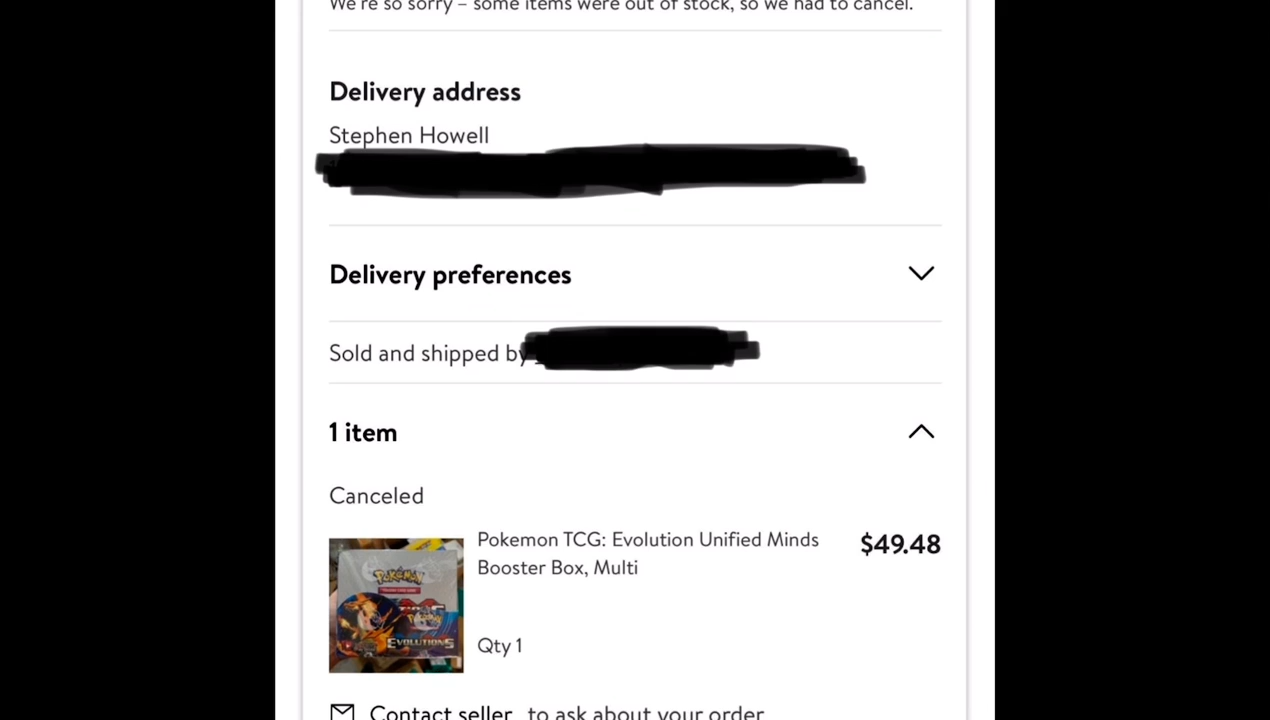 We're so sorry – some items were out of stock, so we had to cancel.
Delivery address
Stephen Howell
Delivery preferences
Sold and shipped by
1 item
Canceled
Pokemon TCG: Evolution Unified Minds
Booster Box, Multi
$49.48
Qty 1
POKéMON
EVOLUTIONS
Contact seller to ask about your order